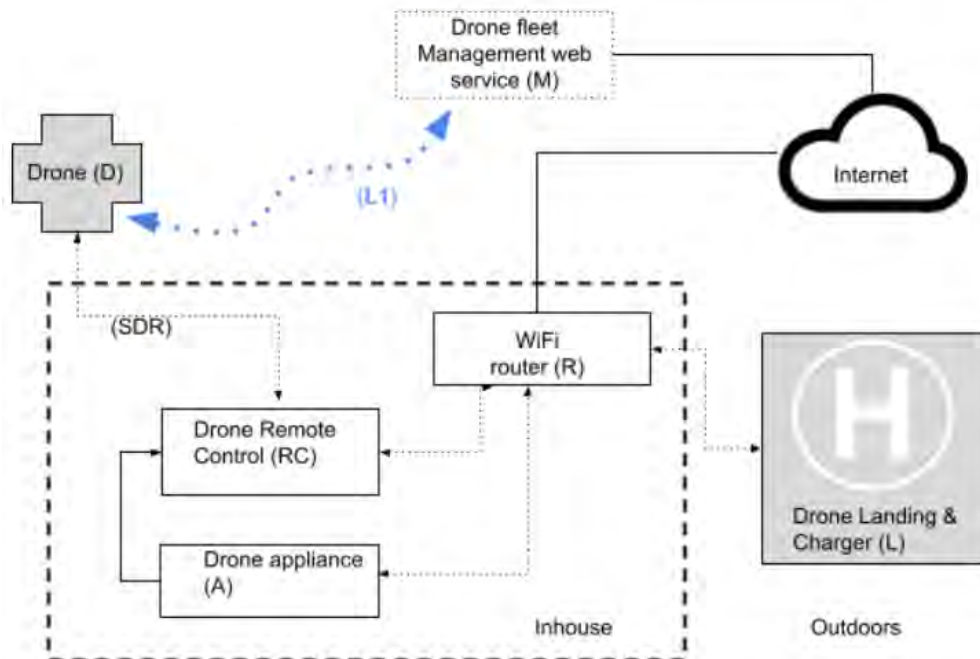 Drone fleet
Management web
service (M)
Internet
Drone (D)
(L1)
(SDR)
WiFi
router (R)
Drone Remote
Control (RC)
H
Drone Landing &
Charger (L)
Drone appliance
(A)
Inhouse
Outdoors